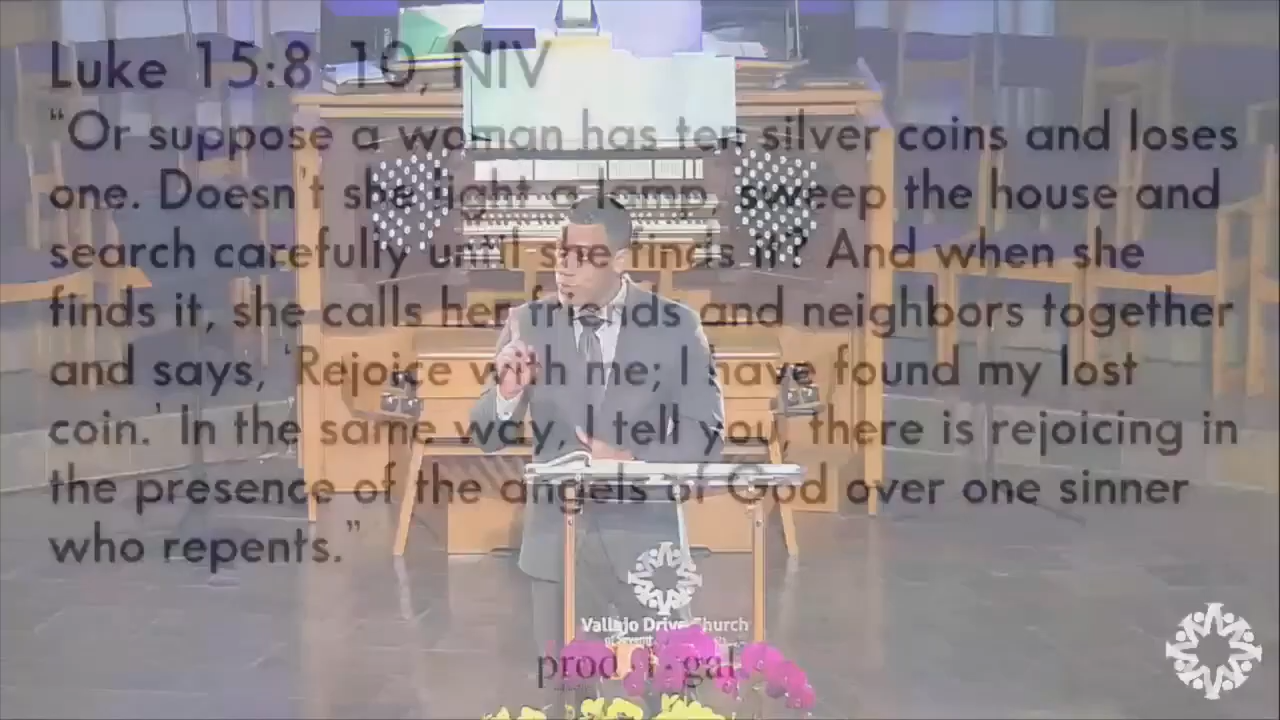 Luke 15:8-10, NIV
“Or suppose a woman has ten silver coins and loses
one. Doesn't she light a lamp, sweep the house and
search carefully until she finds it? And when she
finds it, she calls her friends and neighbors together
and says, 'Rejoice with me; I have found my lost
coin.' In the same way, I tell you, there is rejoicing in
the presence of the angels of God over one sinner
who repents.”
Vallejo Drive Church
prod i gal